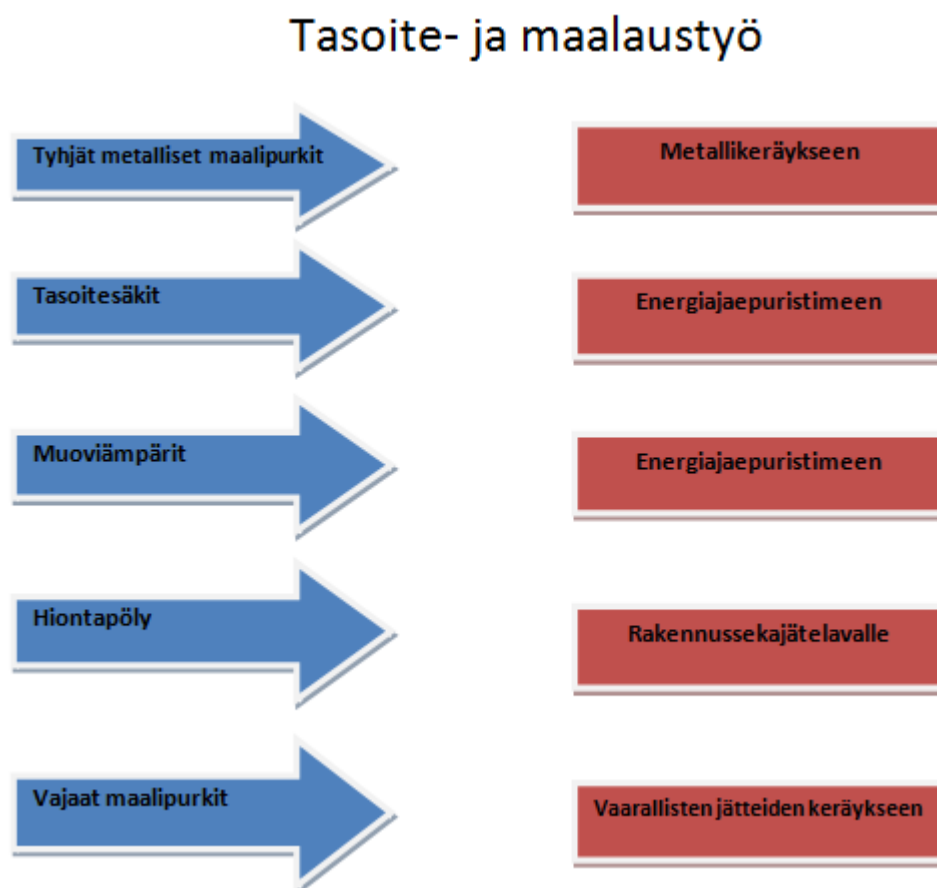 Tasoite- ja maalaustyö
Tyhjät metalliset maalipurkit
Metallikeräykseen
Tasoitesäkit
Energiajaepuristimeen
Muoviämpärit
Energiajaepuristimeen
Hiontapöly
Rakennussekajätelavalle
Vajaat maalipurkit
Vaarallisten jätteiden keräykseen